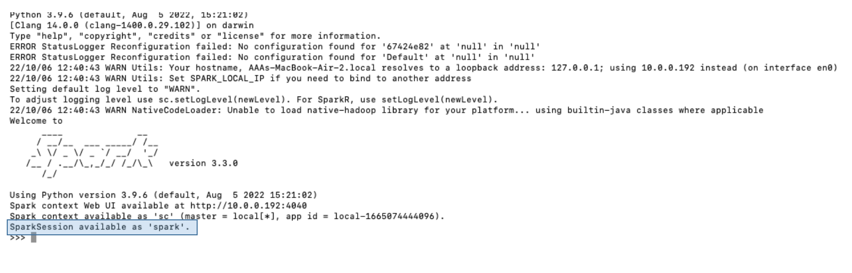 Python 3.9.6 (default, Aug  5 2022, 15:21:02)
[Clang 14.0.0 (clang-1400.0.29.102)] on darwin
Type "help", "copyright", "credits" or "license" for more information.
ERROR StatusLogger Reconfiguration failed: No configuration found for '67424e82' at 'null' in 'null'
ERROR StatusLogger Reconfiguration failed: No configuration found for 'Default' at 'null' in 'null'
22/10/06 12:40:43 WARN Utils: Your hostname, AAAs-MacBook-Air-2.local resolves to a loopback address: 127.0.0.1; using 10.0.0.192 instead (on interface en0)
22/10/06 12:40:43 WARN Utils: Set SPARK_LOCAL_IP if you need to bind to another address
Setting default log level to "WARN".
To adjust logging level use sc.setLogLevel(newLevel). For SparkR, use setLogLevel(newLevel).
22/10/06 12:40:43 WARN NativeCodeLoader: Unable to load native-hadoop library for your platform... using builtin-java classes where applicable
Welcome to
      ____              __
     / __/__  ___ _____/ /__
    _\ \/ _ \/ _ `/ __/  '_/
   /__ / .__/\_,_/_/ /_/\_\   version 3.3.0
      /_/
Using Python version 3.9.6 (default, Aug  5 2022 15:21:02)
Spark context Web UI available at http://10.0.0.192:4040
Spark context available as 'sc' (master = local[*], app id = local-1665074444096).
SparkSession available as 'spark'.
>>>